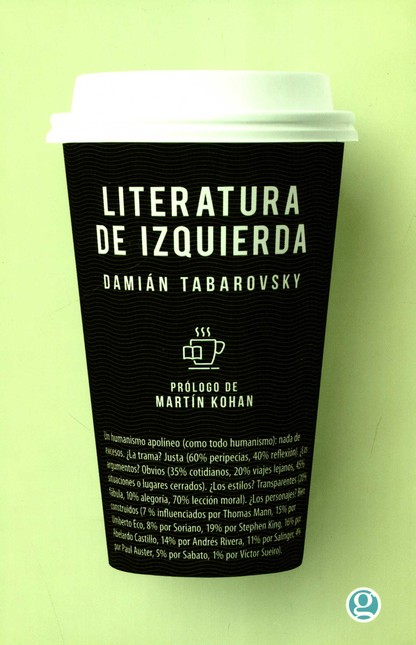 LITERATURA
DE IZQUIERDA
DAMIÁN TABAROVSKY
PRÓLOGO DE
MARTÍN KOHAN
Un humanismo apolíneo (como todo humanismo): nada de
excesos. ¿La trama? Justa (60% peripecias, 40% reflexión) ¿Los
argumentos? Obvios (35% cotidianos, 20% viajes lejanos, 45%
situaciones o lugares cerrados). ¿Los estilos? Transparentes (20%
fábula, 10% alegoría, 70% lección moral). ¿Los personajes? Bien
construidos (7 % influenciados por Thomas Mann, 15% por
Umberto Eco, 8% por Soriano, 19% por Stephen King, 16% por
Abelardo Castillo, 14% por Andrés Rivera, 11% por Salinger, 4%
por Paul Auster, 5% por Sabato, 1% por Víctor Sueiro).
g